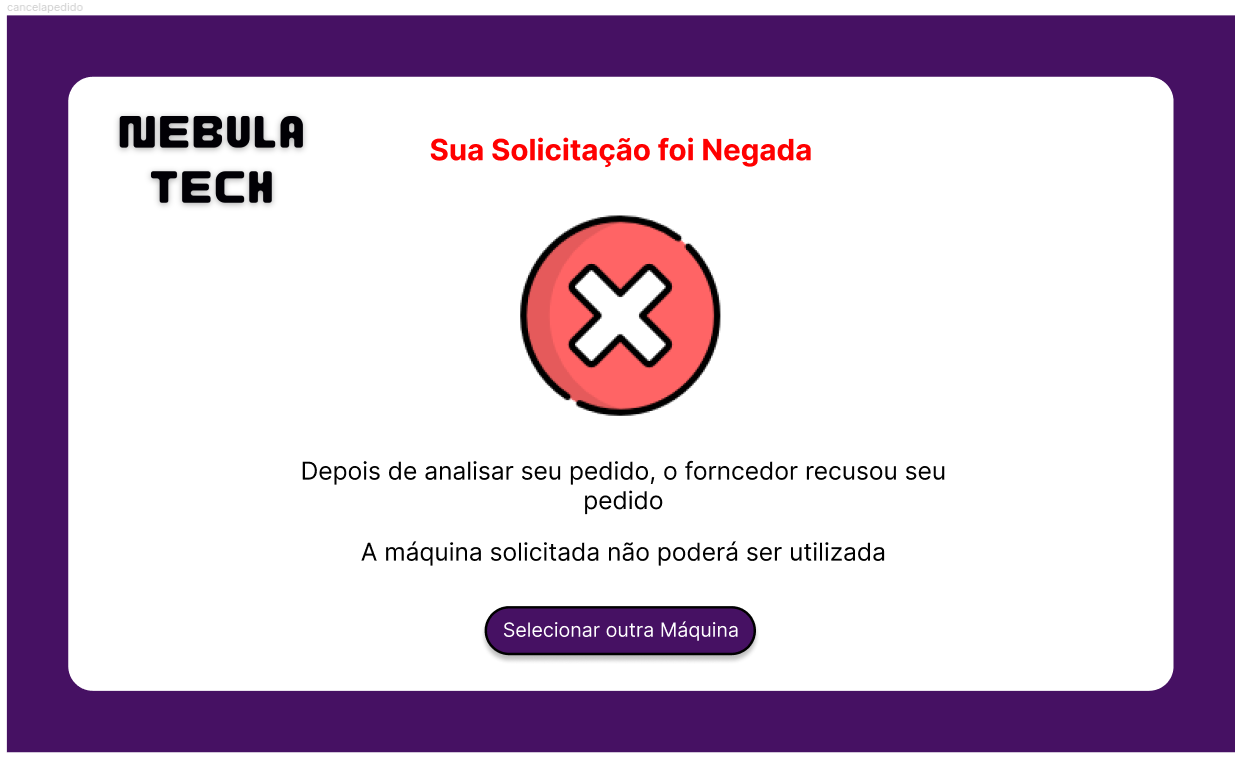 cancelapedido
NEBULA
TECH
Sua Solicitação foi Negada
Depois de analisar seu pedido, o forncedor recusou seu
pedido
A máquina solicitada não poderá ser utilizada
Selecionar outra Máquina